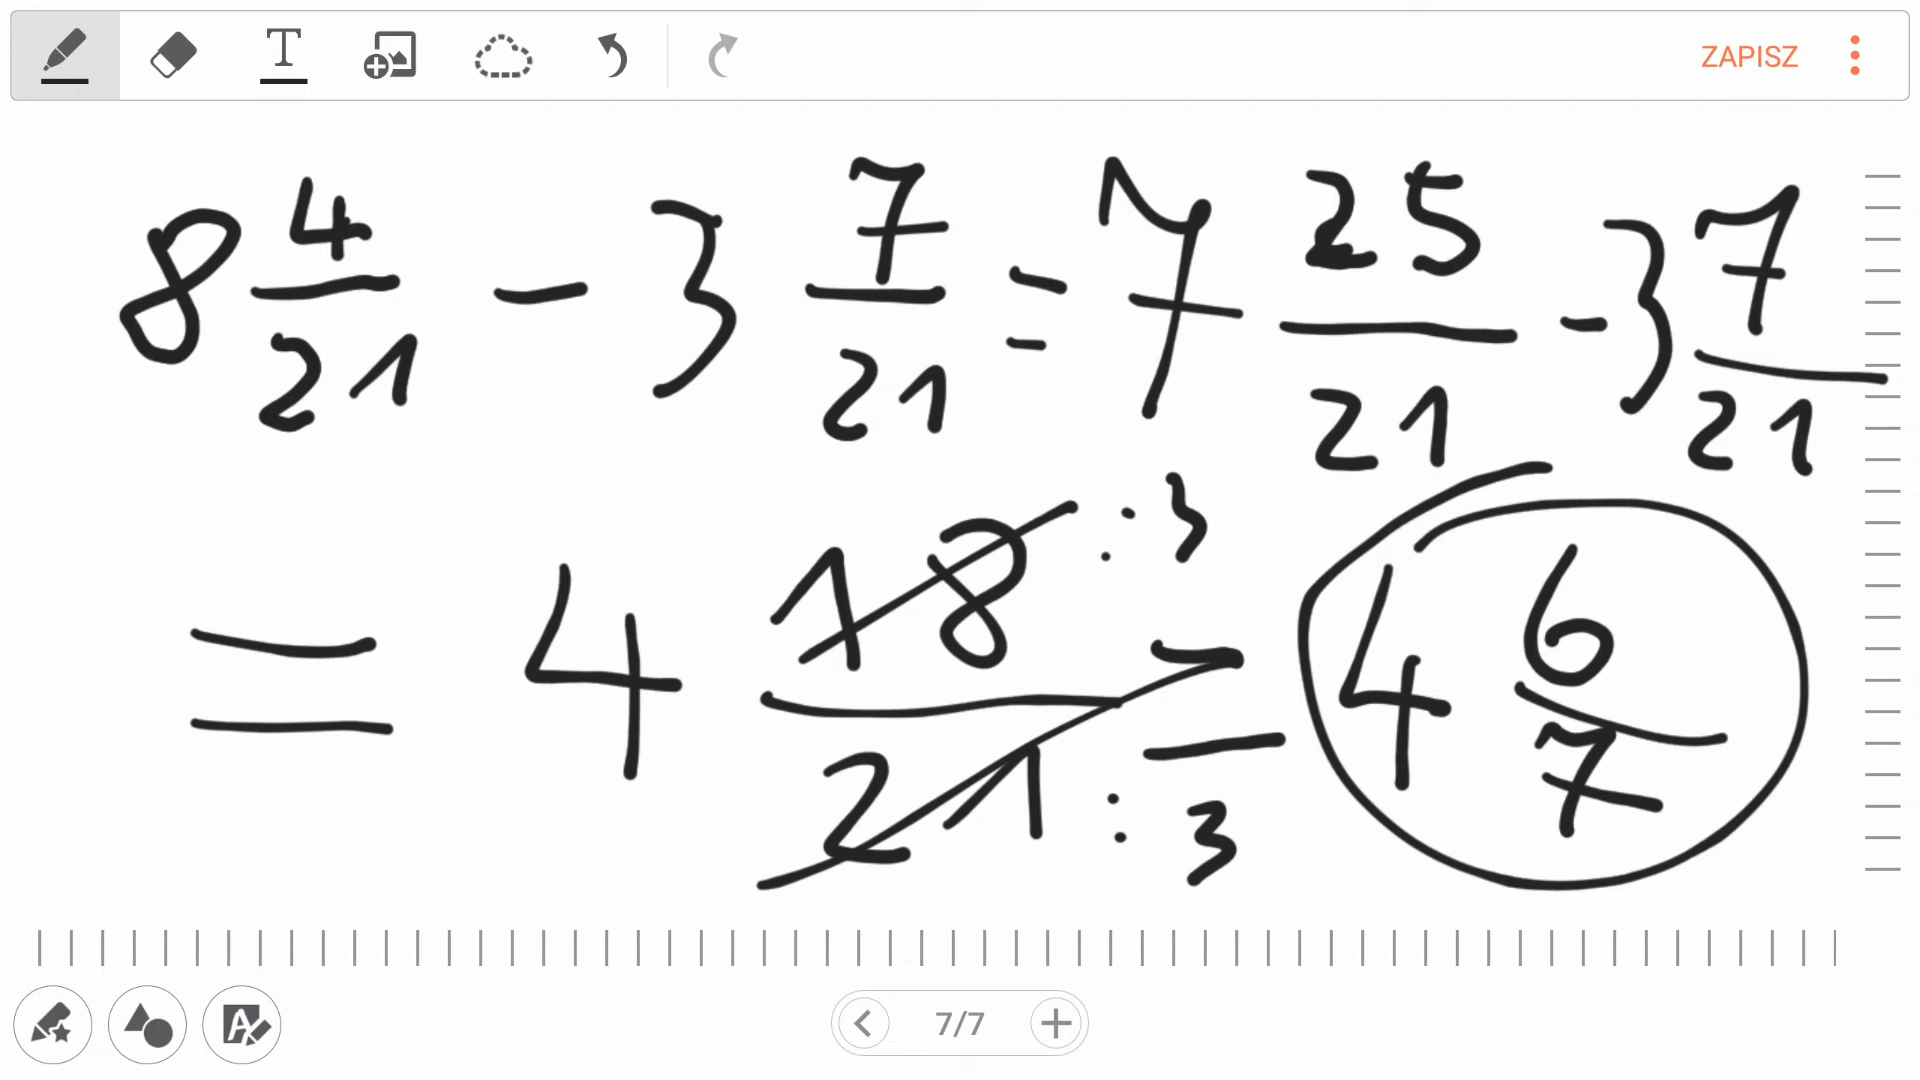 T ZAPISZ
8 4/21 - 3 7/21 = 7 25/21 - 3 7/21
= 4 18/21 :3 :3 = 4 6/7
A 7/7